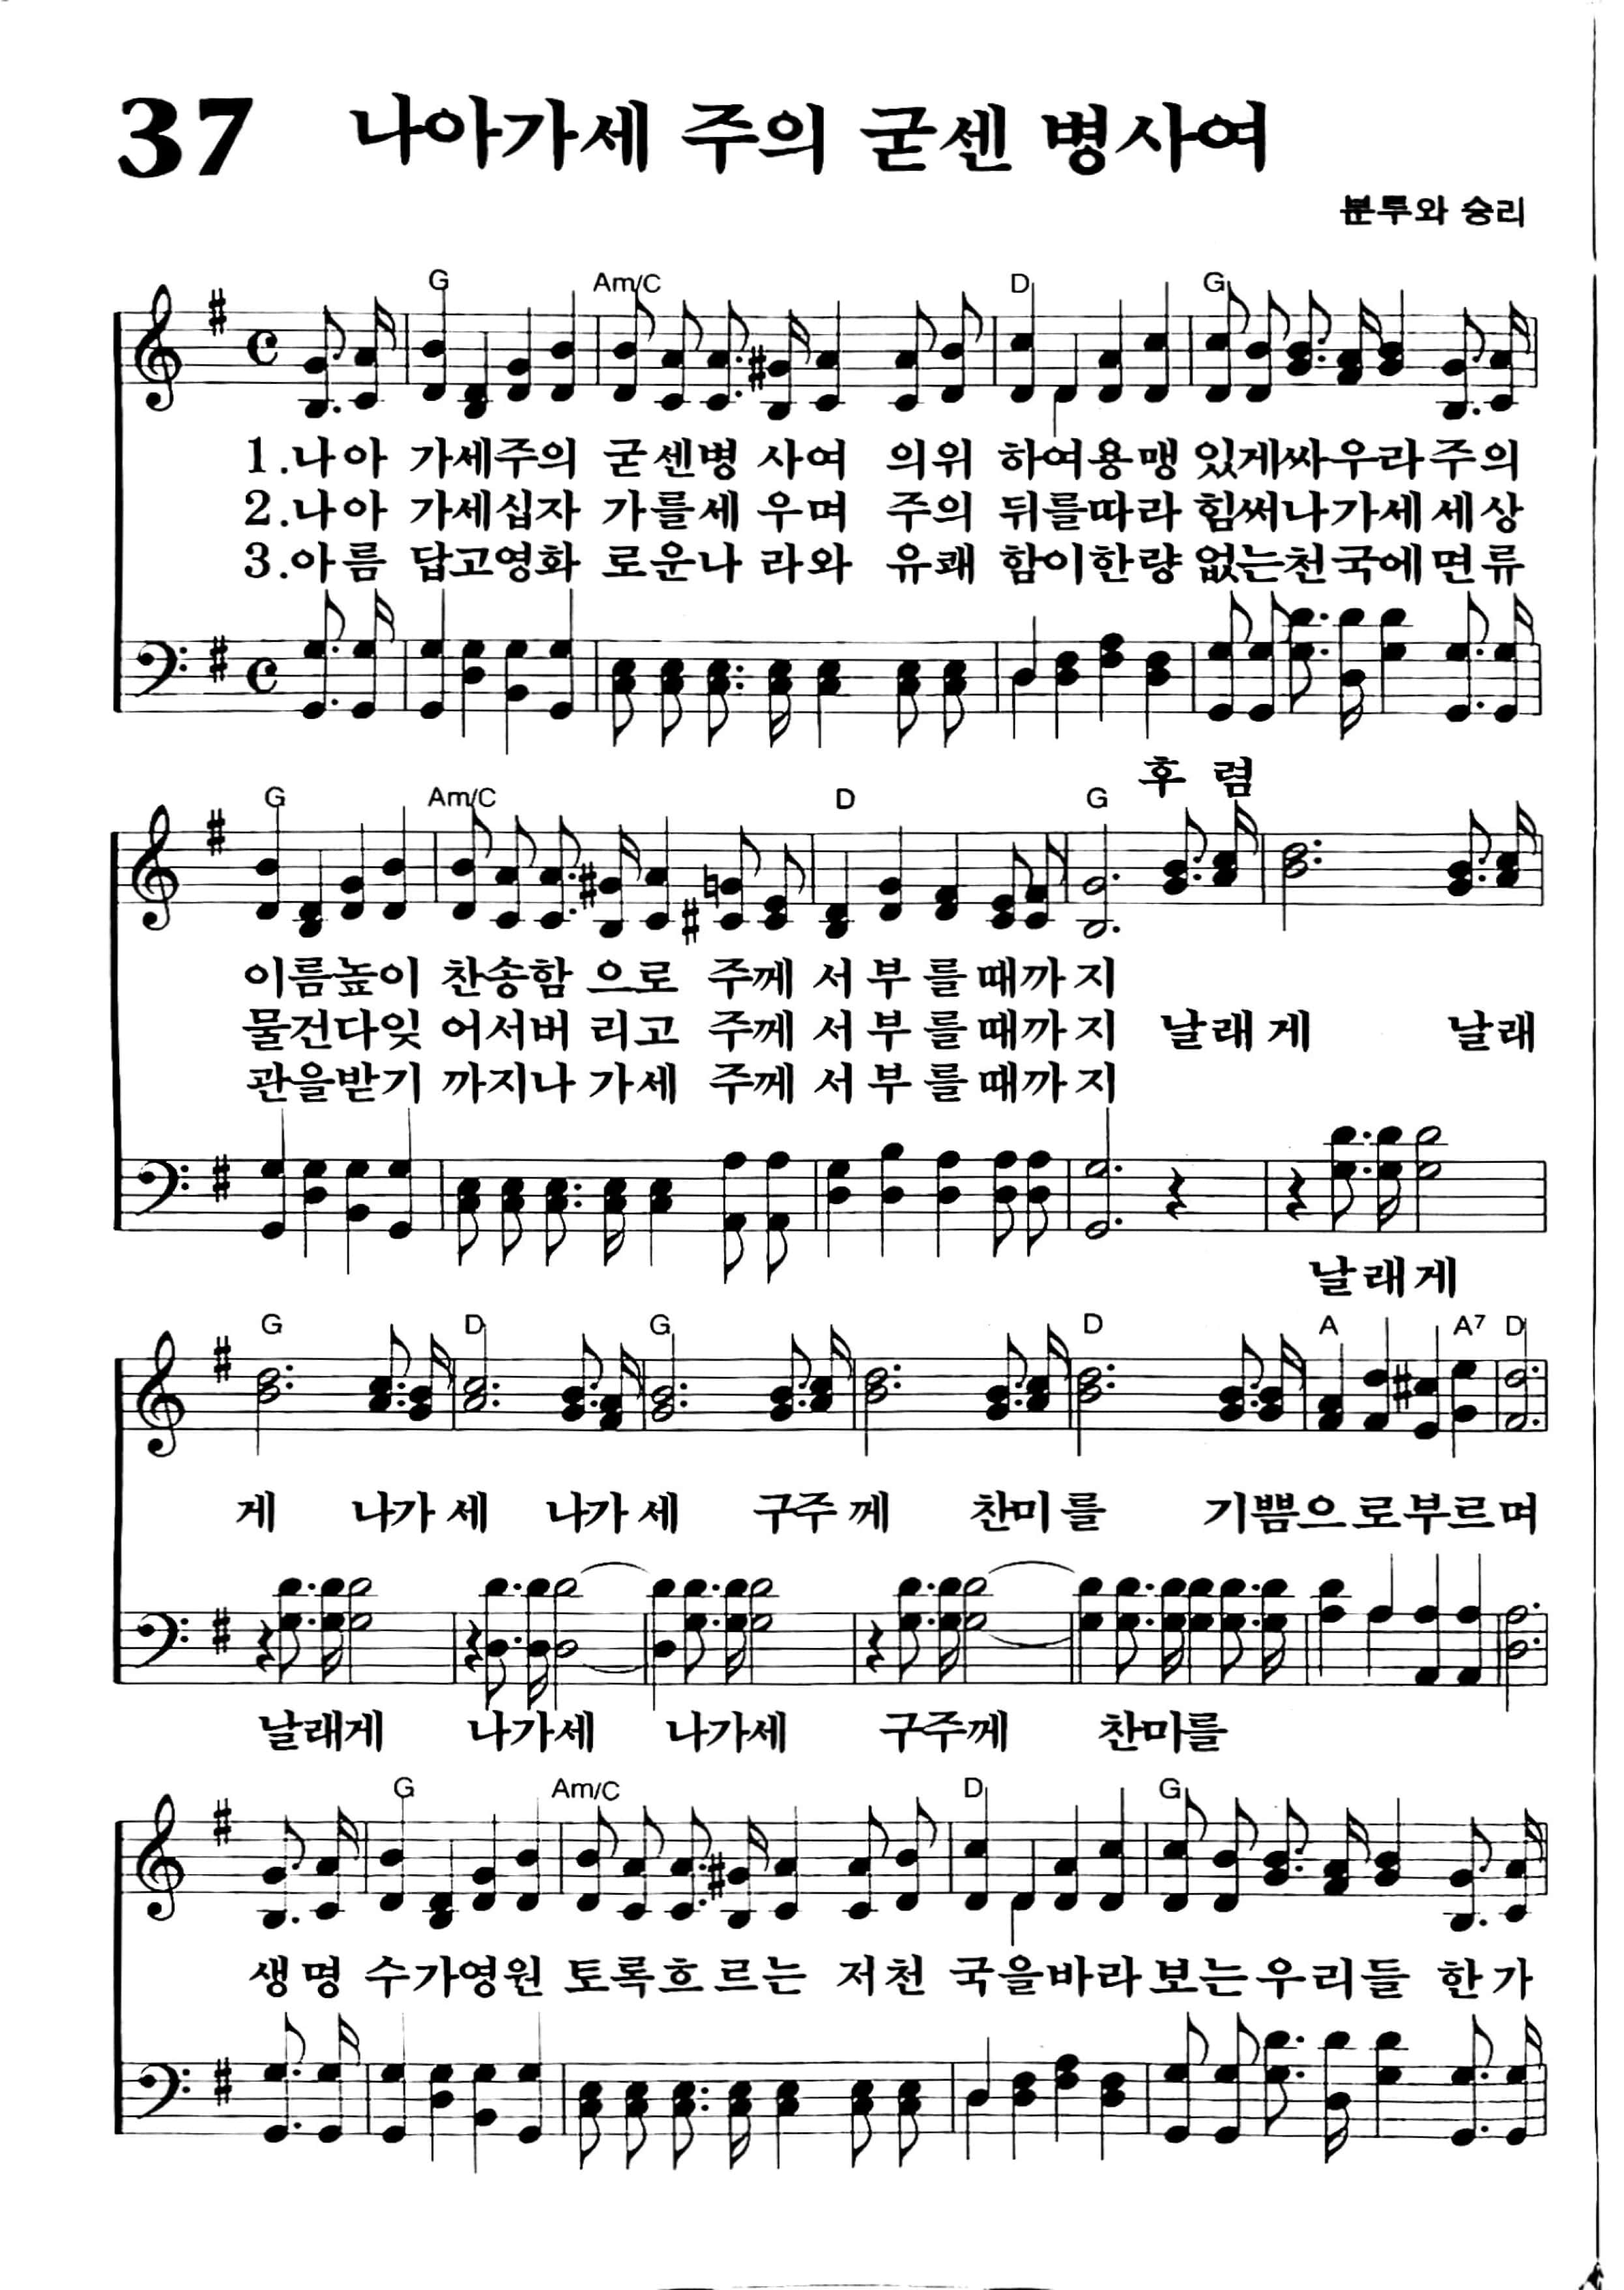 37 나아가세 주의 굳센 병사여
분투와 승리
G Am/C D G
1.나아 가세주의 굳센병 사여 의위 하여용맹 있게싸우라주의
2.나아 가세십자 가를세 우며 주의 뒤를따라 힘써나가세세상
3.아름 답고영화 로운나 라와 유쾌 함이한량 없는천국에면류
후 렴
G Am/C D G
이름높이 찬송함 으로 주께 서 부 를 때까 지
물건다잊 어서버 리고 주께 서 부 를 때까 지 날래 게 날래
관을받기 까지나 가세 주께 서 부 를 때까 지
날래게
G D G D A A7 D
게 나가 세 나가 세 구주 께 찬미 를 기쁨으로부르며
날래게 나가세 나가세 구주께 찬미를
G Am/C D G
생명 수가영원 토록흐르는 저천 국을바라보는우리들 한가